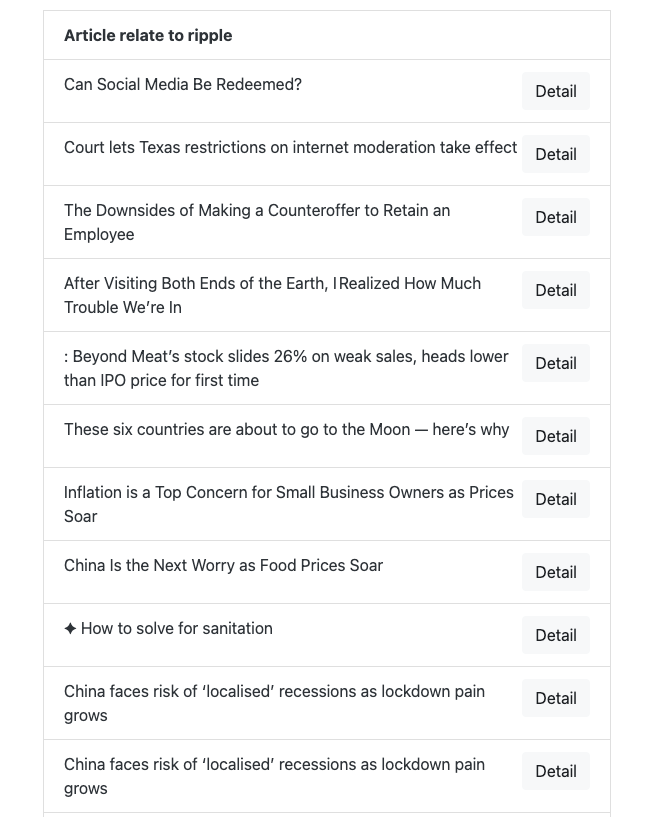 Article relate to ripple
Can Social Media Be Redeemed?
Detail
Court lets Texas restrictions on internet moderation take effect
Detail
The Downsides of Making a Counteroffer to Retain an
Employee
Detail
After Visiting Both Ends of the Earth, I Realized How Much
Trouble We’re In
Detail
: Beyond Meat’s stock slides 26% on weak sales, heads lower
than IPO price for first time
Detail
These six countries are about to go to the Moon — here’s why
Detail
Inflation is a Top Concern for Small Business Owners as Prices
Soar
Detail
China Is the Next Worry as Food Prices Soar
Detail
✦ How to solve for sanitation
Detail
China faces risk of ‘localised’ recessions as lockdown pain
grows
Detail
China faces risk of ‘localised’ recessions as lockdown pain
grows
Detail